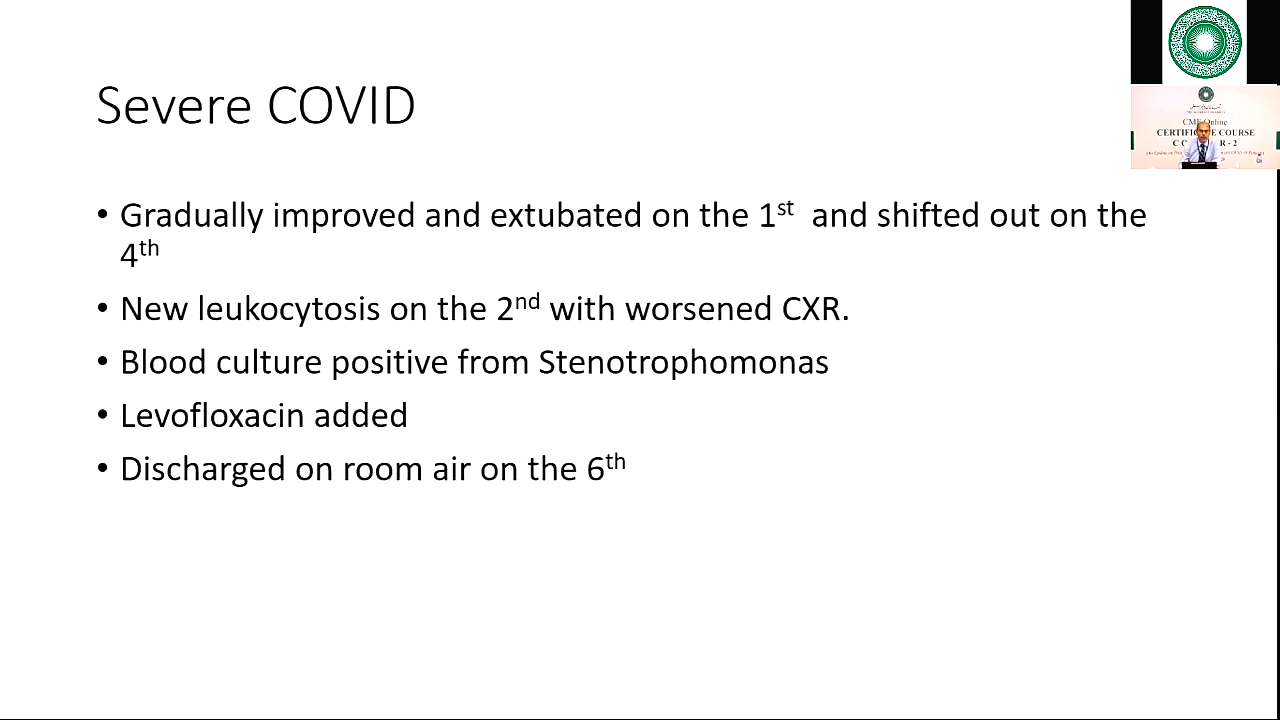 Severe COVID
• Gradually improved and extubated on the 1st and shifted out on the
4th
• New leukocytosis on the 2nd with worsened CXR.
• Blood culture positive from Stenotrophomonas
• Levofloxacin added
• Discharged on room air on the 6th
Online
COURSE